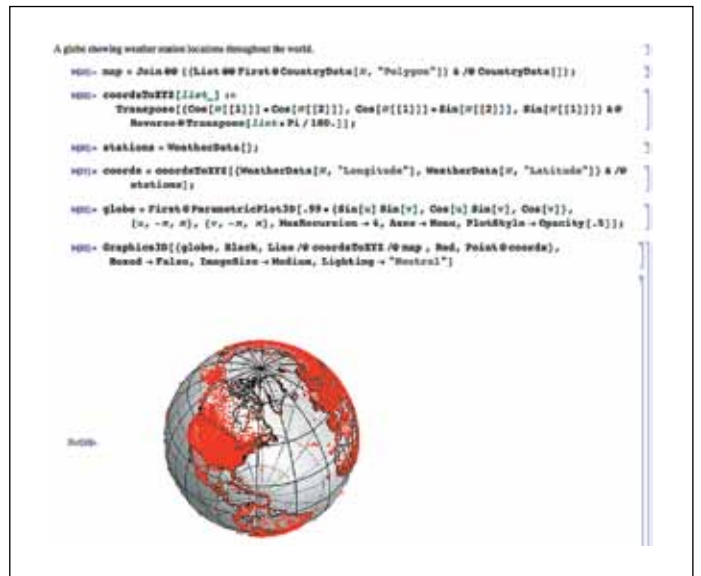 A globe showing weather station locations throughout the world.
map = Join @@ ({List @@ First@CountryData[#, "Polygon"]} & /@ CountryData[]);
coordsToXYZ[list_] :=
Transpose[{Cos[#[[1]]] * Cos[#[[2]]], Cos[#[[1]]] * Sin[#[[2]]], Sin[#[[1]]]} &@
Reverse@Transpose[list * Pi / 180.]];
stations = WeatherData[];
coords = coordsToXYZ[{WeatherData[#, "Longitude"], WeatherData[#, "Latitude"]} & /@
stations];
globe = First@ParametricPlot3D[.99 * {Sin[u] Sin[v], Cos[u] Sin[v], Cos[v]},
{u, -π, π}, {v, -π, π}, MaxRecursion → 4, Axes → None, PlotStyle → Opacity[.5]];
Graphics3D[{globe, Black, Line /@ coordsToXYZ /@ map , Red, Point@coords},
Boxed → False, ImageSize → Medium, Lighting → "Neutral"]